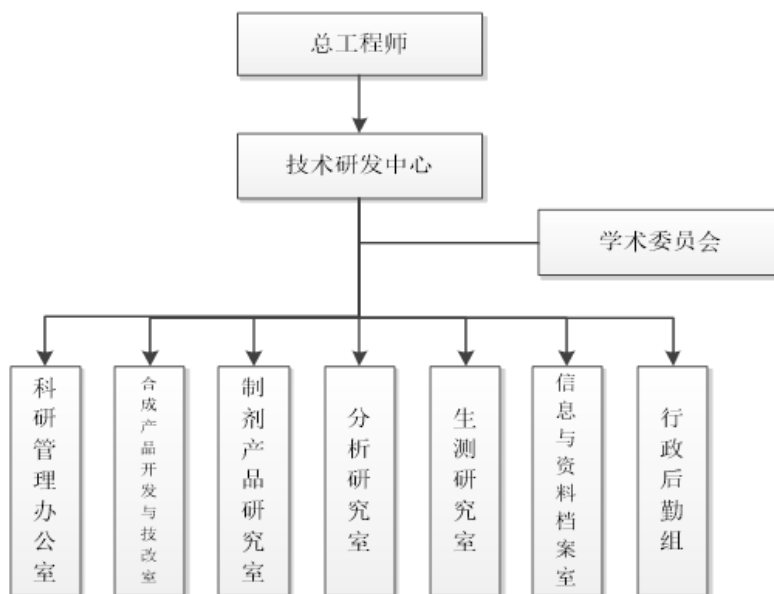 总工程师
技术研发中心
学术委员会
科研管理办公室
合成产品开发与技改室
制剂产品研究室
分析研究室
生测研究室
信息与资料档案室
行政后勤组